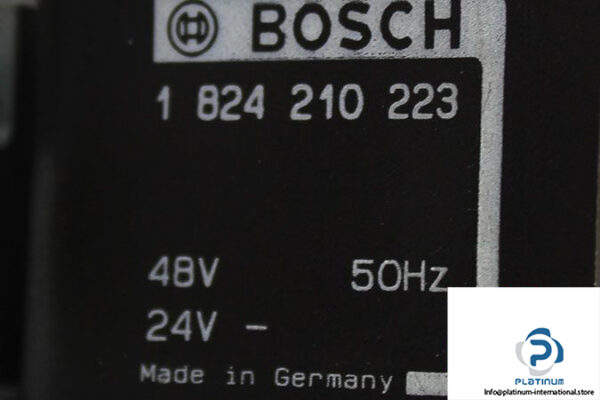 BOSCH
1 824 210 223
48V 50Hz
24V -
Made in Germany
P
PLATINUM
Info@platinum-international.store